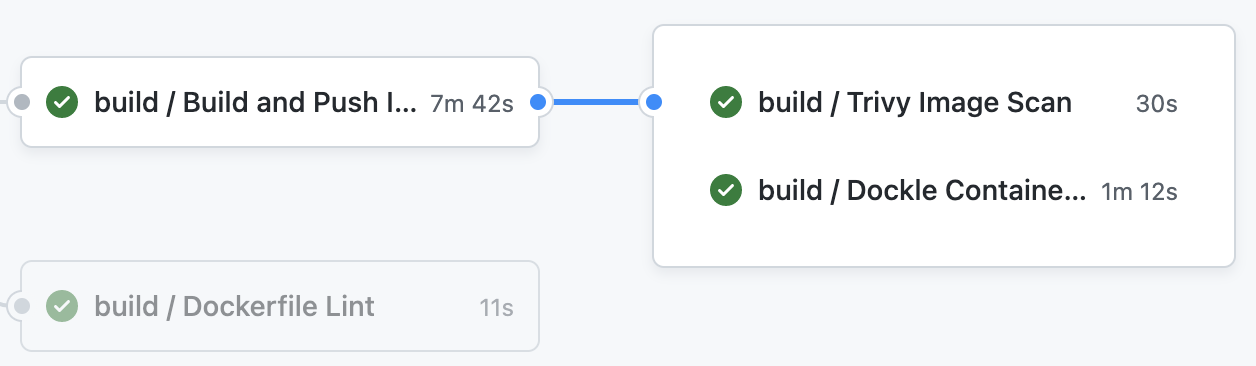 build / Build and Push I... 7m 42s
build / Trivy Image Scan 30s
build / Dockle Containe... 1m 12s
build / Dockerfile Lint 11s